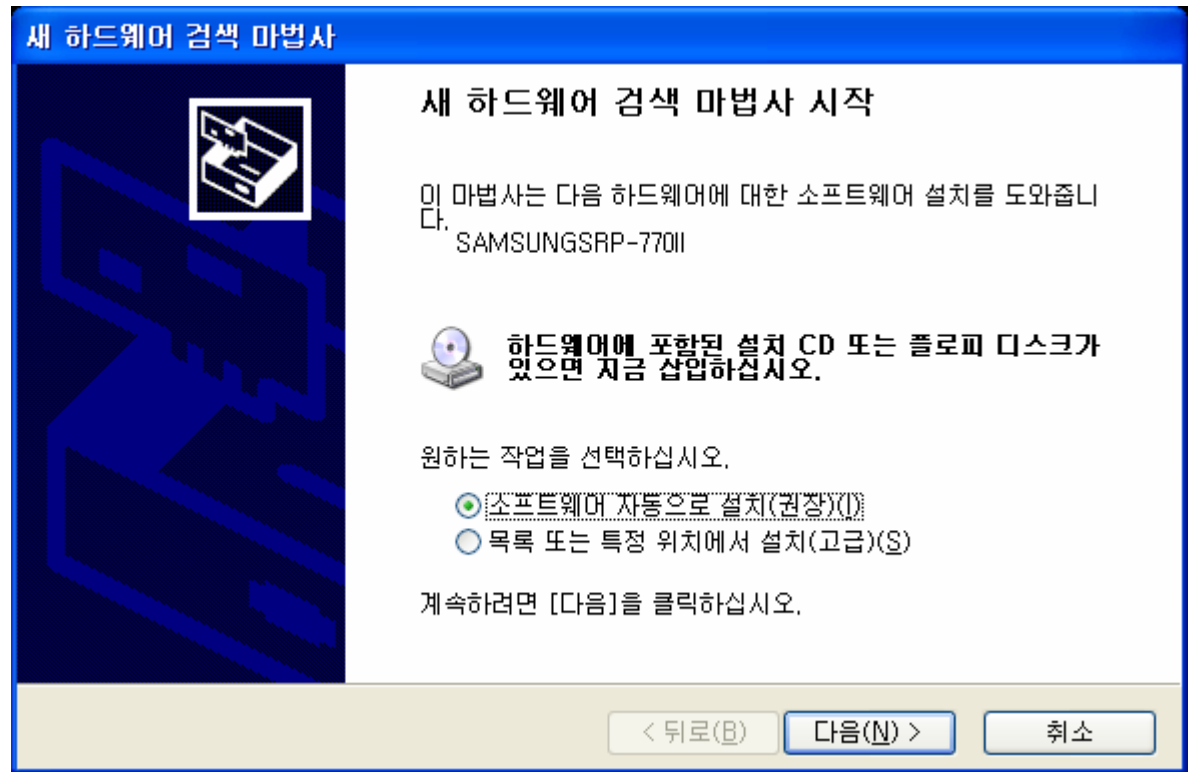 새 하드웨어 검색 마법사
새 하드웨어 검색 마법사 시작
이 마법사는 다음 하드웨어에 대한 소프트웨어 설치를 도와줍니
다.
SAMSUNGSRP-770II
하드웨어에 포함된 설치 CD 또는 플로피 디스크가
있으면 지금 삽입하십시오.
원하는 작업을 선택하십시오.
소프트웨어 자동으로 설치(권장)(I)
목록 또는 특정 위치에서 설치(고급)(S)
계속하려면 [다음]을 클릭하십시오.
< 뒤로(B) 다음(N) > 취소